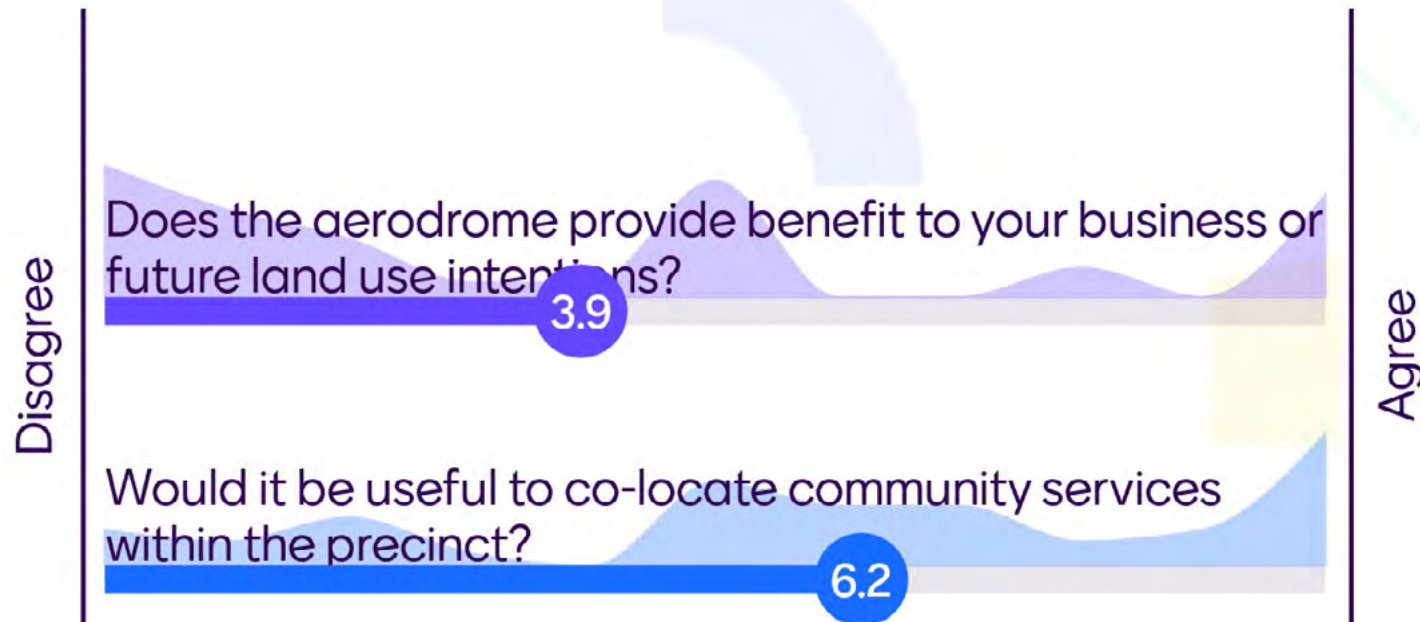 Disagree
Does the aerodrome provide benefit to your business or
future land use intentions?
3.9
Would it be useful to co-locate community services
within the precinct?
6.2
Agree